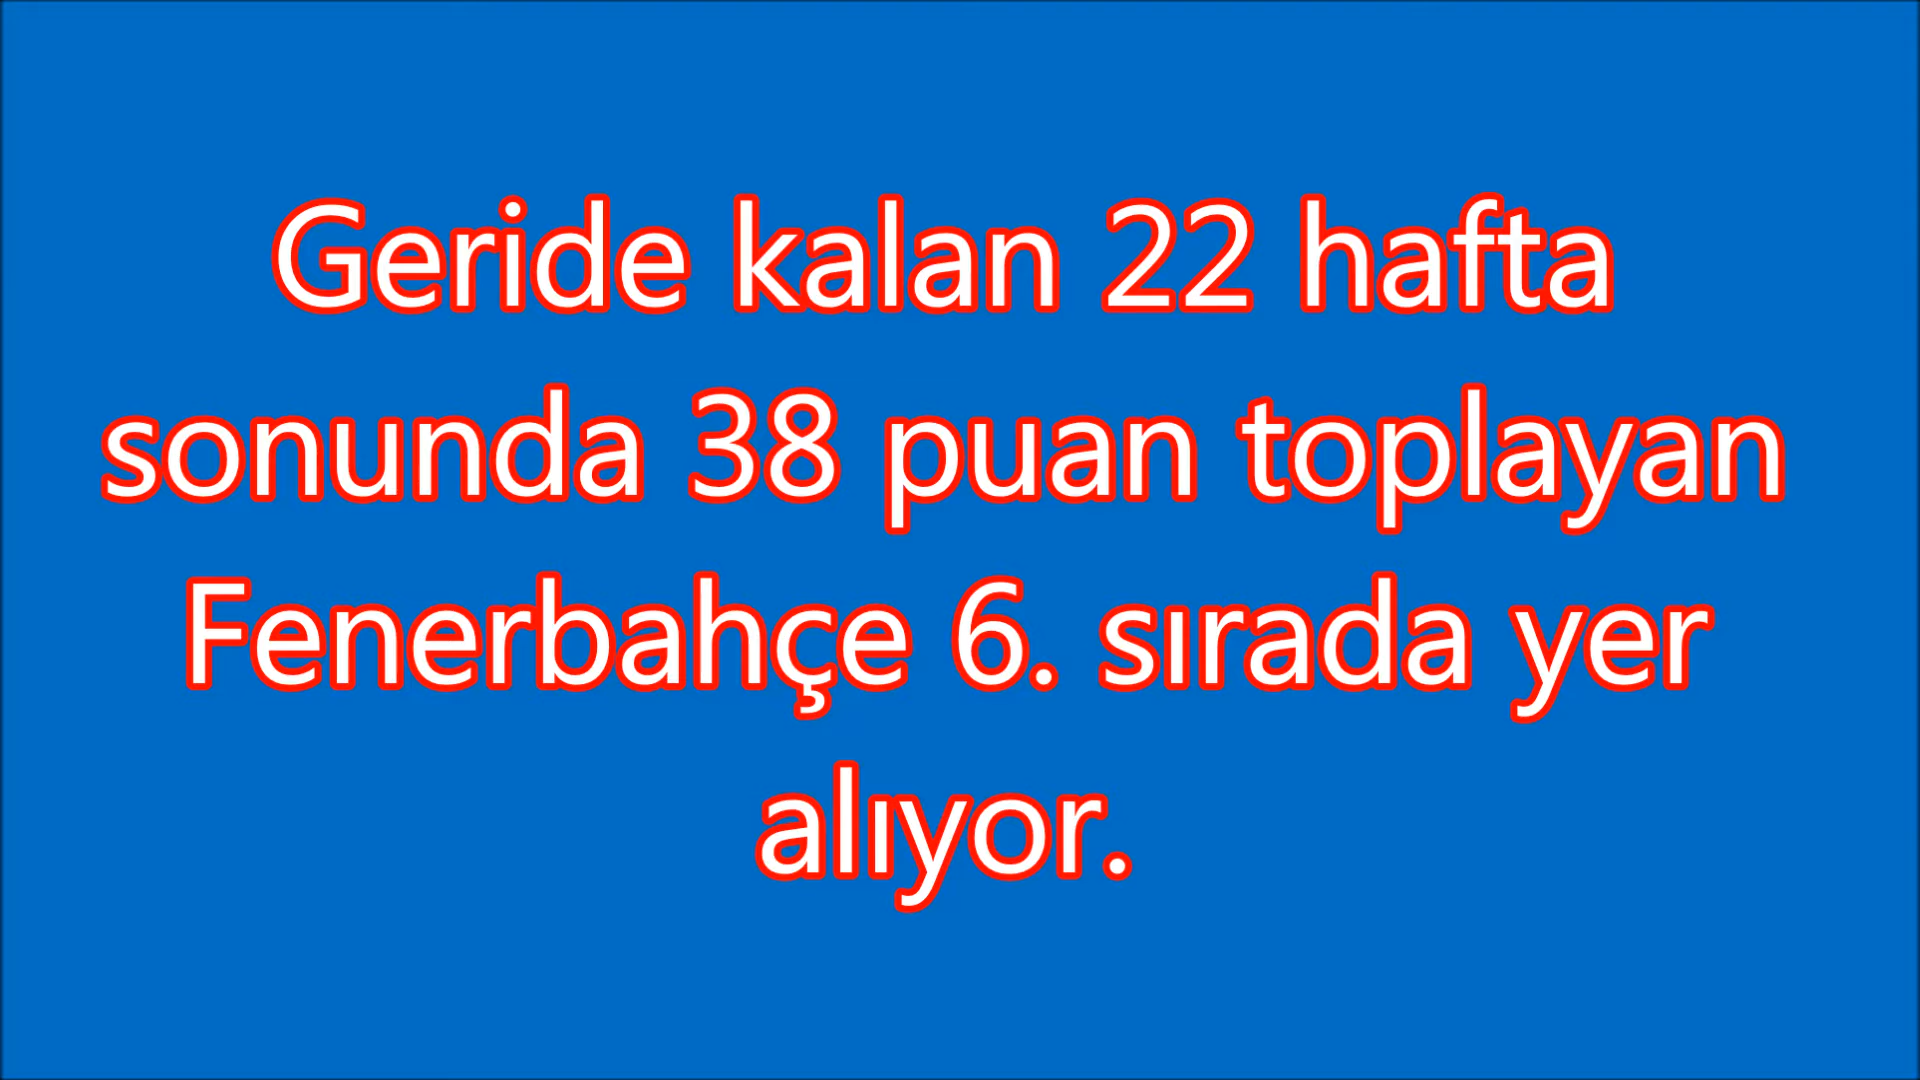 Geride kalan 22 hafta
sonunda 38 puan toplayan
Fenerbahçe 6. sırada yer
alıyor.